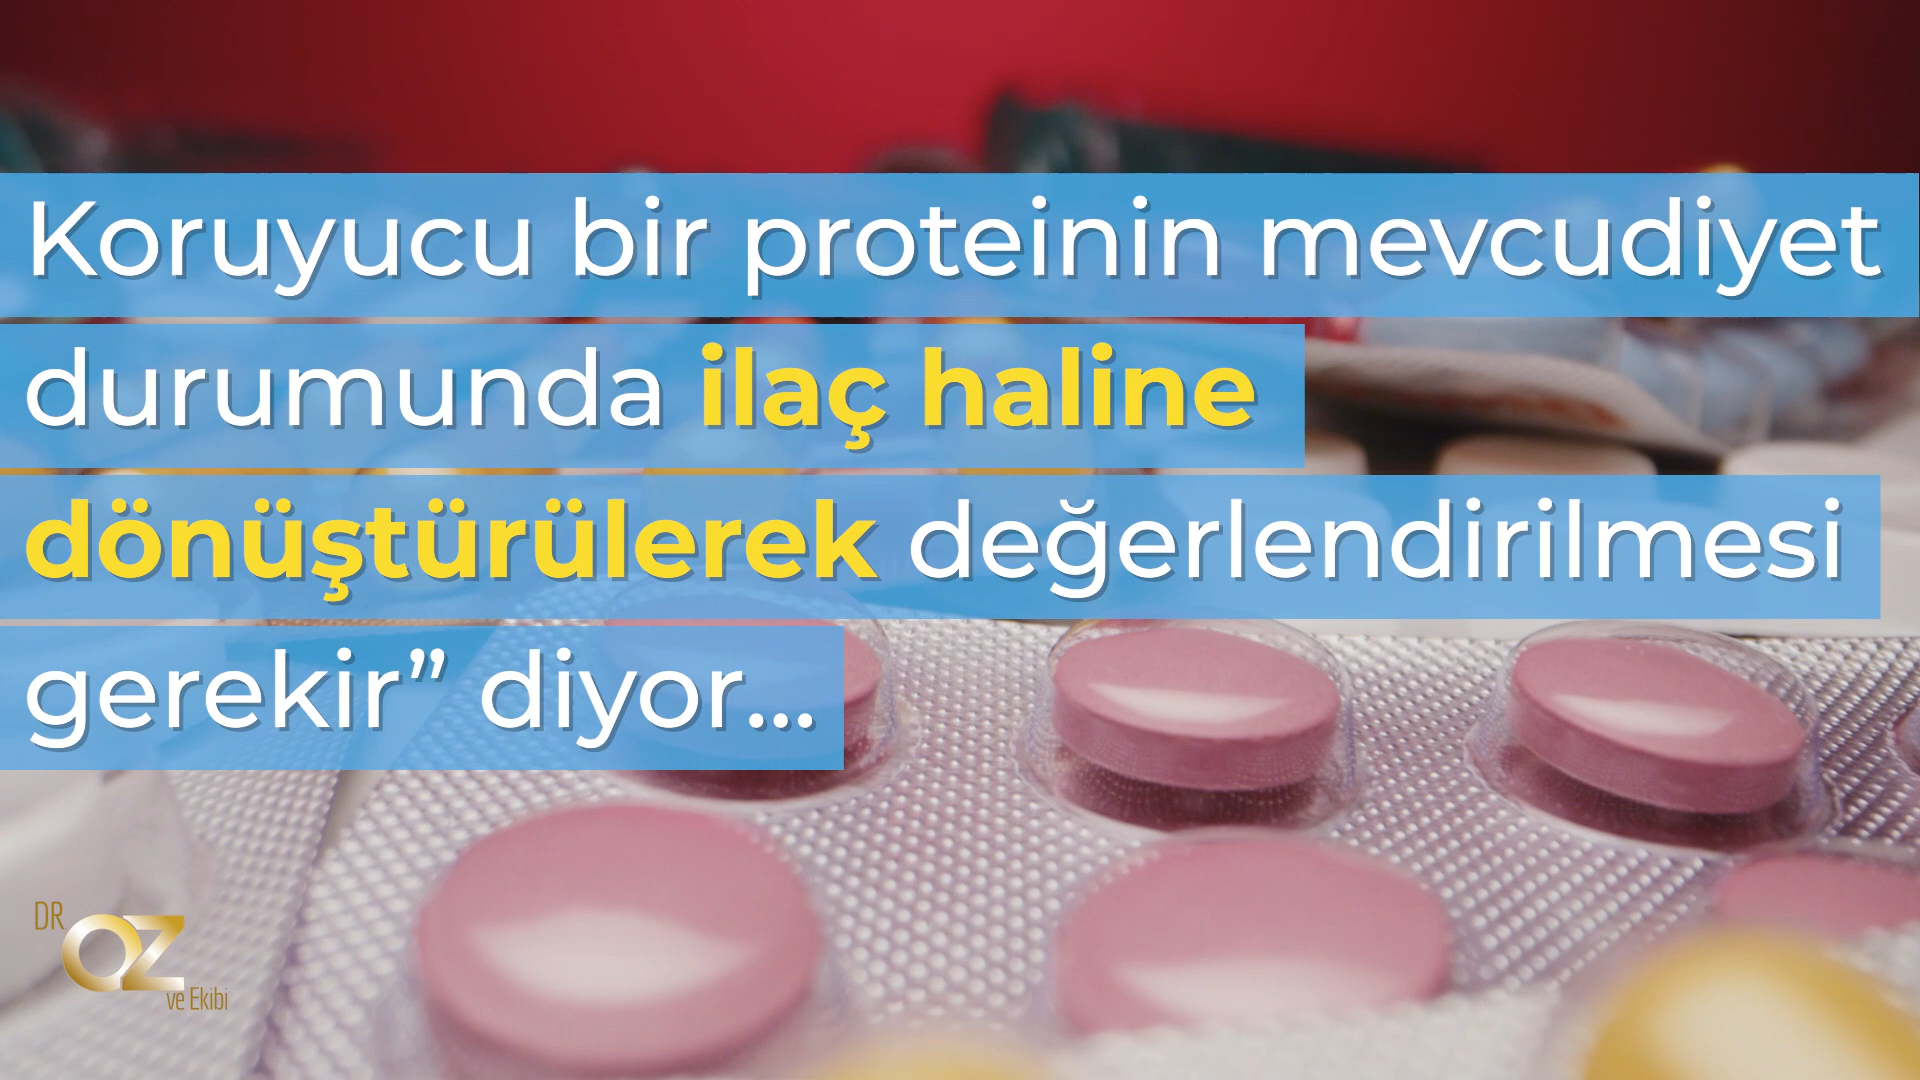 Koruyucu bir proteinin mevcudiyet
durumunda ilaç haline
dönüştürülerek değerlendirilmesi
gerekir” diyor...
DR
OZ
ve Ekibi